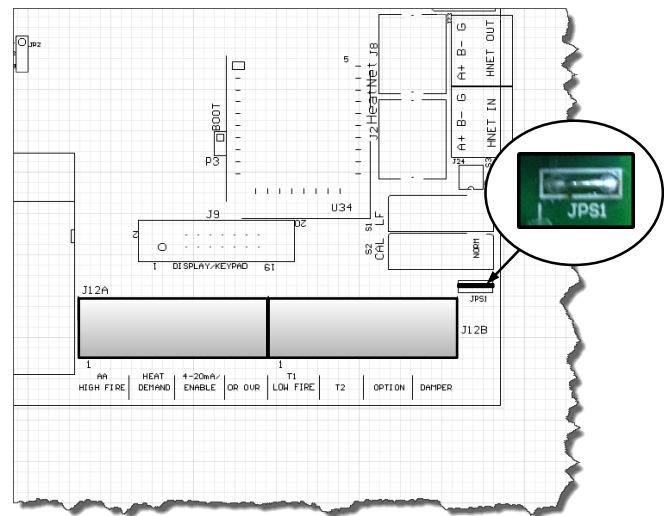 JP2
5
J8
HeatNet
J2
A+ B- G
HNET OUT
A+ B- G
HNET IN
BOOT
P3
J24
S3
U34
J9
2
20
1
DISPLAY/KEYPAD
19
S1
LF
S2
CAL
NORM
JPS1
JPS1
J12A
J12B
1
1
AA
HIGH FIRE
HEAT
DEMAND
4-20mA/
ENABLE
OR OVR
T1
LOW FIRE
T2
OPTION
DAMPER